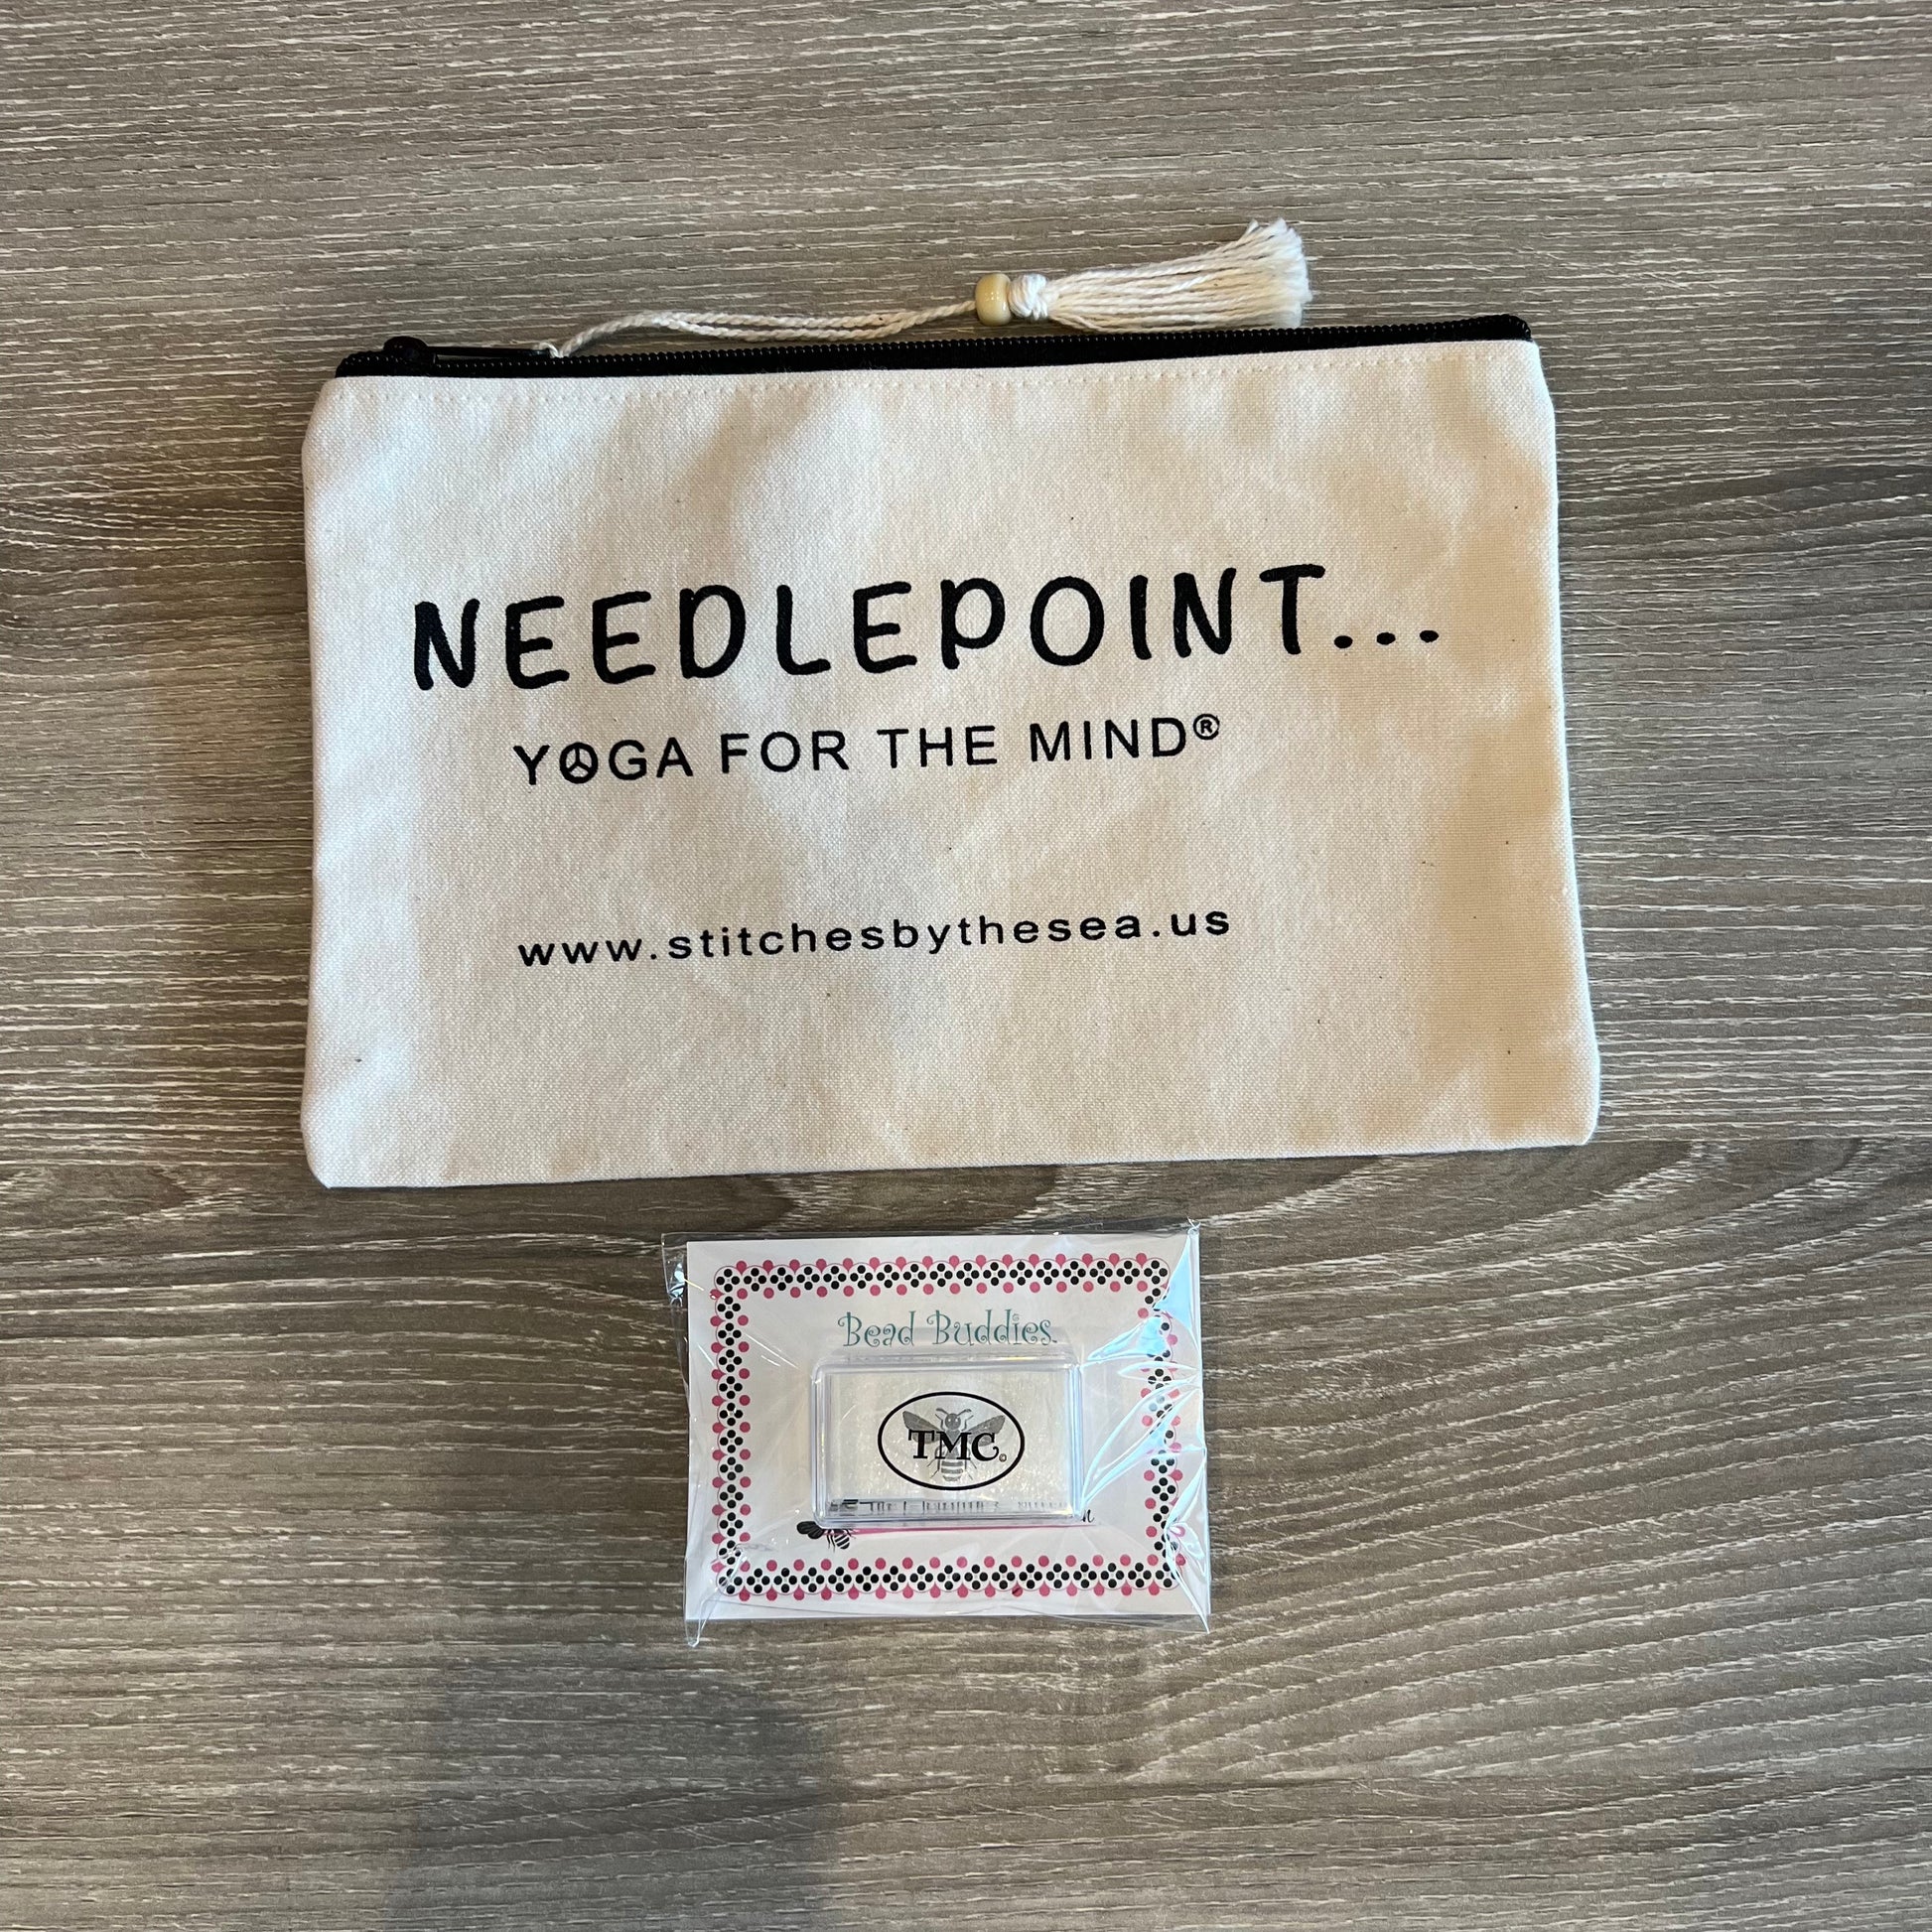 NEEDLEPOINT...
YOGA FOR THE MIND®
www.stitchesbythesea.us
Bead Buddies
TMC